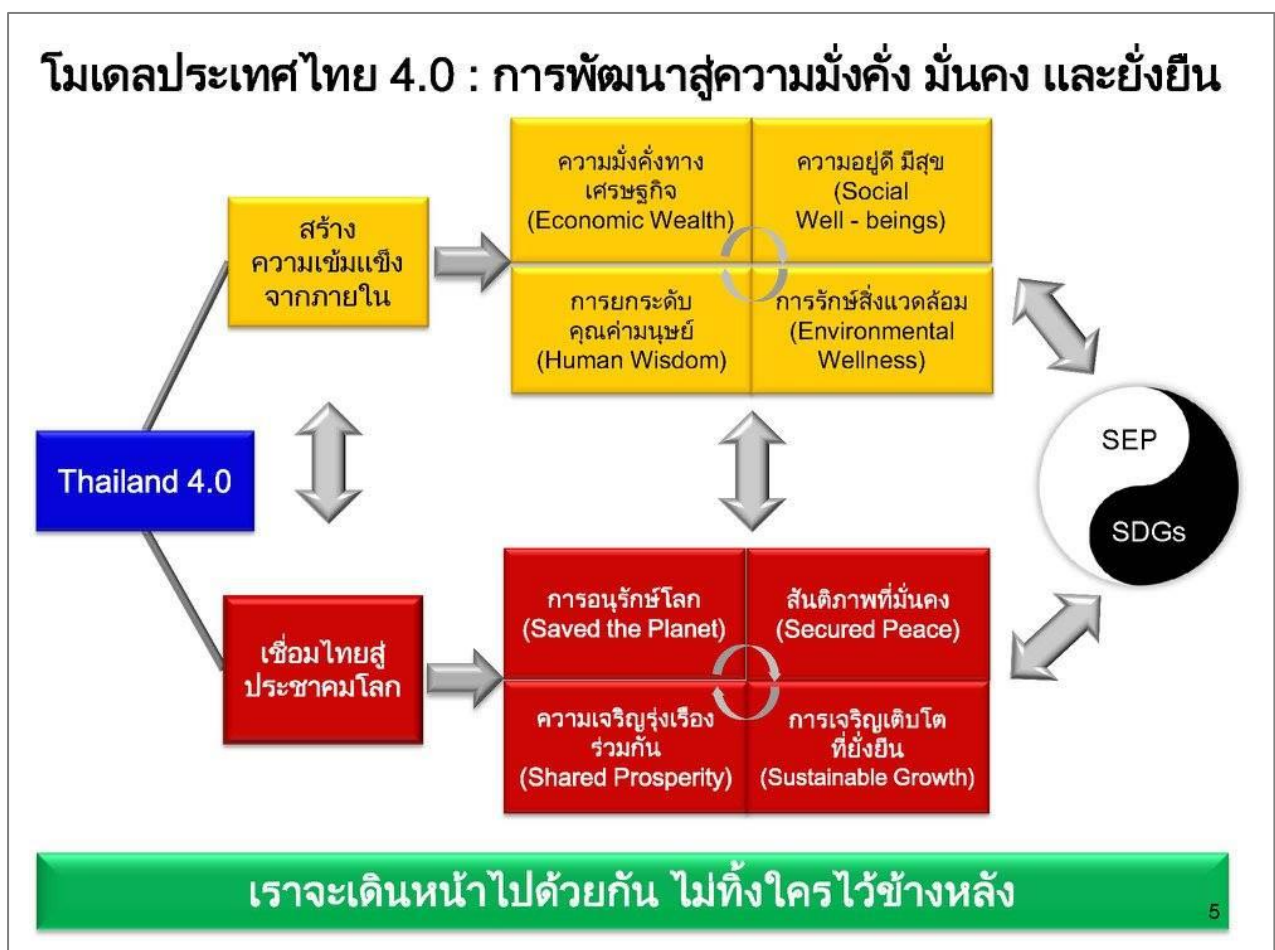 โมเดลประเทศไทย 4.0 : การพัฒนาสู่ความมั่งคั่ง มั่นคง และยั่งยืน
สร้าง
ความเข้มแข็ง
จากภายใน
ความมั่งคั่งทาง
เศรษฐกิจ
(Economic Wealth)
ความอยู่ดี มีสุข
(Social
Well - beings)
การยกระดับ
คุณค่ามนุษย์
(Human Wisdom)
การรักษ์สิ่งแวดล้อม
(Environmental
Wellness)
Thailand 4.0
SEP
SDGs
เชื่อมไทยสู่
ประชาคมโลก
การอนุรักษ์โลก
(Saved the Planet)
สันติภาพที่มั่นคง
(Secured Peace)
ความเจริญรุ่งเรือง
ร่วมกัน
(Shared Prosperity)
การเจริญเติบโต
ที่ยั่งยืน
(Sustainable Growth)
เราจะเดินหน้าไปด้วยกัน ไม่ทิ้งใครไว้ข้างหลัง
5